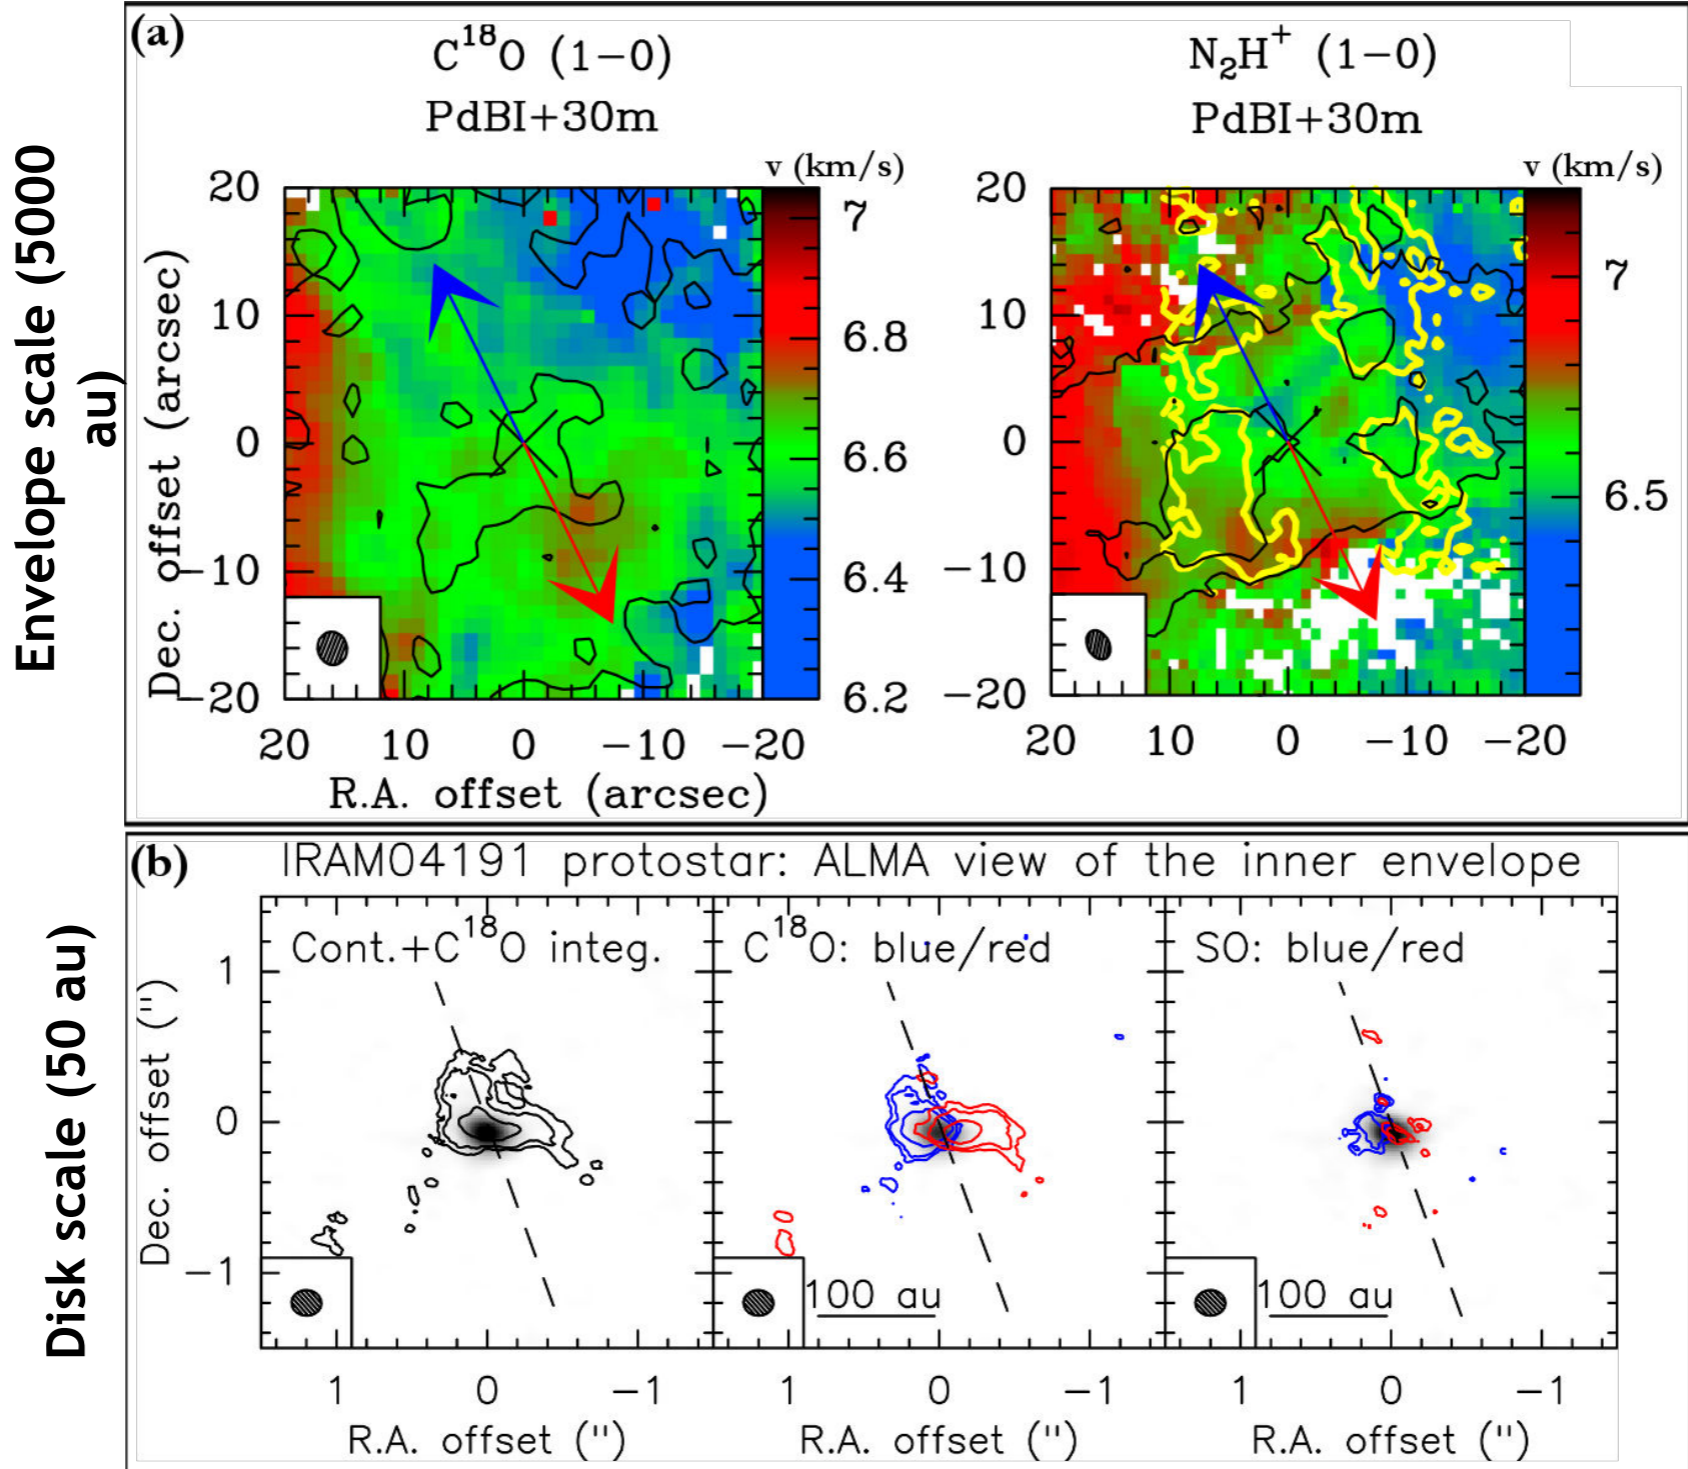 (a)
C¹⁸O (1−0)
PdBI+30m
N₂H⁺ (1−0)
PdBI+30m
Envelope scale (5000
au)
v (km/s)
7
6.8
6.6
6.4
6.2
v (km/s)
7
6.5
20
10
0
−10
−20
Dec. offset (arcsec)
20
10
0
−10
−20
R.A. offset (arcsec)
20
10
0
−10
−20
20
10
0
−10
−20
(b)
IRAM04191 protostar: ALMA view of the inner envelope
Disk scale (50 au)
Cont.+C¹⁸O integ.
C¹⁸O: blue/red
SO: blue/red
1
0
−1
Dec. offset (")
100 au
100 au
1
0
−1
1
0
−1
1
0
−1
R.A. offset (")
R.A. offset (")
R.A. offset (")